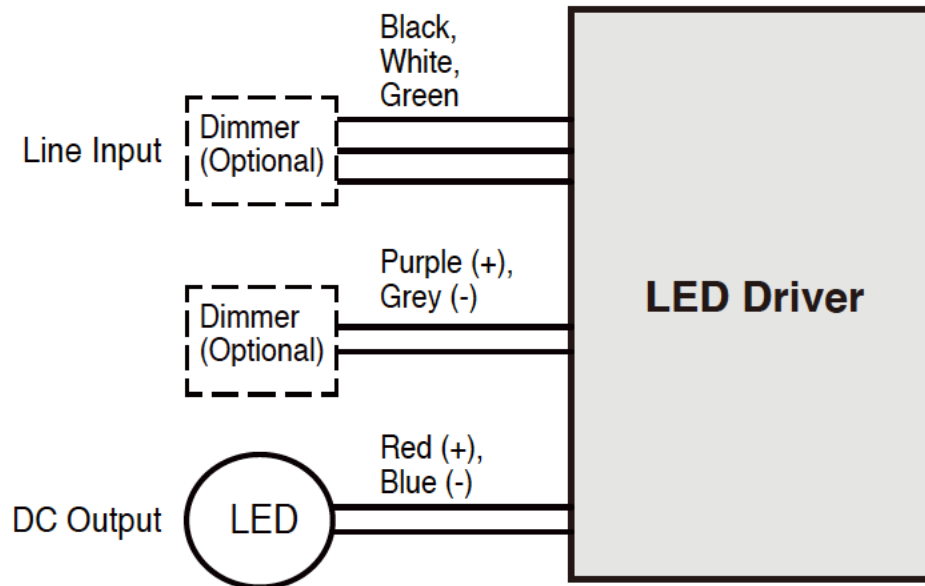 Black,
White,
Green
Line Input
Dimmer
(Optional)
Purple (+),
Grey (-)
Dimmer
(Optional)
LED Driver
Red (+),
Blue (-)
DC Output
LED